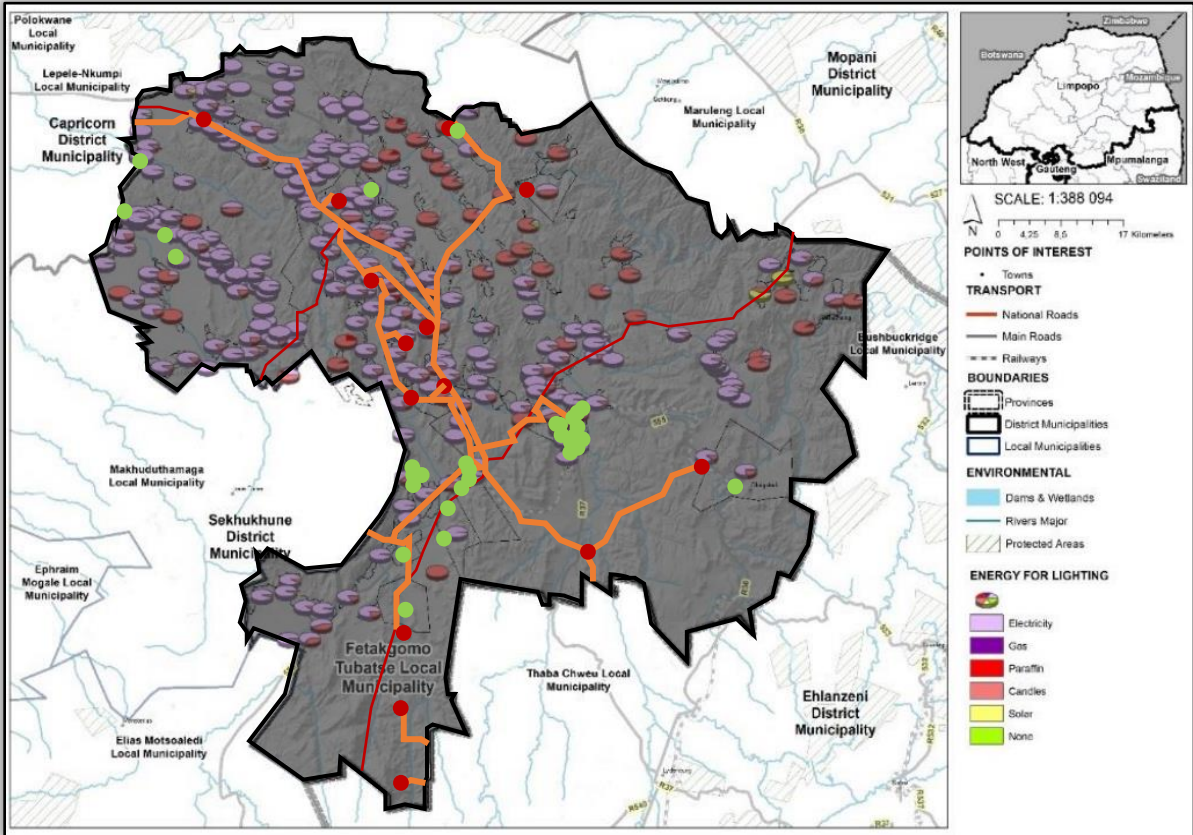 Polokwane
Local
Municipality
Lepele-Nkumpi
Local Municipality
Capricorn
District
Municipality
Mopani
District
Municipality
Maruleng Local
Municipality
Bushbuckridge
Local Municipality
Makhuduthamaga
Local Municipality
Sekhukhune
District
Municipality
Ephraim
Mogale Local
Municipality
Fetakgomo
Tubatse Local
Municipality
Thaba Chweu Local
Municipality
Ehlanzeni
District
Municipality
Elias Motsoaledi
Local Municipality
R37
R37
R37
Zimbabwe
Botswana
Limpopo
Mozambique
North West
Gauteng
Mpumalanga
Swaziland
SCALE: 1:388 094
N
0 4,25 8,5 17 Kilometers
POINTS OF INTEREST
Towns
TRANSPORT
National Roads
Main Roads
Railways
BOUNDARIES
Provinces
District Municipalities
Local Municipalities
ENVIRONMENTAL
Dams & Wetlands
Rivers Major
Protected Areas
ENERGY FOR LIGHTING
Electricity
Gas
Paraffin
Candles
Solar
None